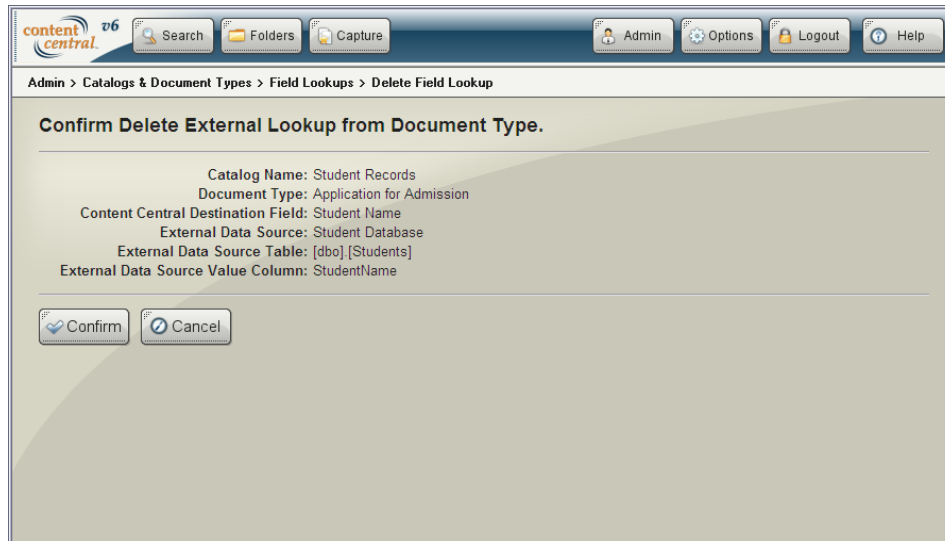 content central. v6 Search Folders Capture Admin Options Logout Help
Admin > Catalogs & Document Types > Field Lookups > Delete Field Lookup
Confirm Delete External Lookup from Document Type.
Catalog Name: Student Records
Document Type: Application for Admission
Content Central Destination Field: Student Name
External Data Source: Student Database
External Data Source Table: [dbo].[Students]
External Data Source Value Column: StudentName
Confirm Cancel